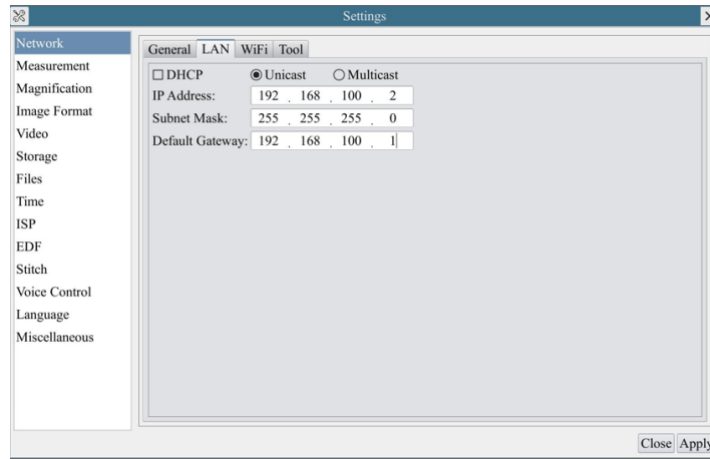 Settings
Network
Measurement
Magnification
Image Format
Video
Storage
Files
Time
ISP
EDF
Stitch
Voice Control
Language
Miscellaneous
General LAN WiFi Tool
DHCP Unicast Multicast
IP Address: 192 . 168 . 100 . 2
Subnet Mask: 255 . 255 . 255 . 0
Default Gateway: 192 . 168 . 100 . 1
Close Apply